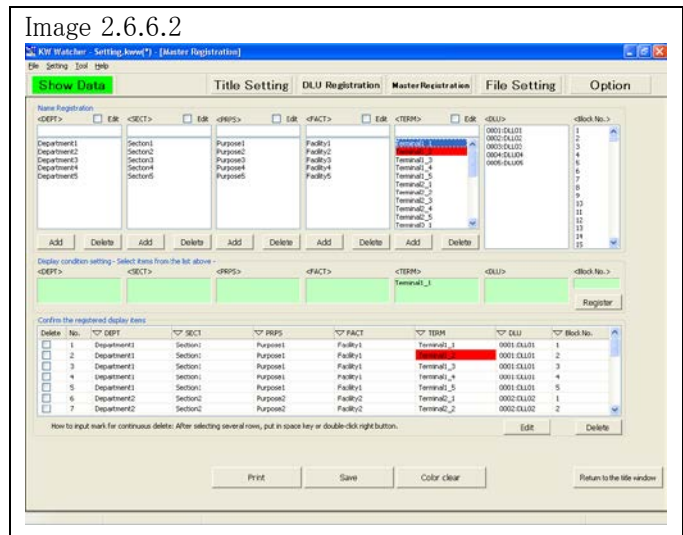 Image 2.6.6.2
KW Watcher - Setting.kww(*) - [Master Registration]
File Setting Tool Help
Show Data Title Setting DLU Registration MasterRegistration File Setting Option
Name Registration
<DEPT> Edit <SECT> Edit <PRPS> Edit <FACT> Edit <TERM> Edit <DLU> <Block No.>
Department1 Section1 Purpose1 Facility1 Terminal1_1 0001:DLU01 1
Department2 Section2 Purpose2 Facility2 0002:DLU02 2
Department3 Section3 Purpose3 Facility3 Terminal1_3 0003:DLU03 3
Department4 Section4 Purpose4 Facility4 Terminal1_4 0004:DLU04 4
Department5 Section5 Purpose5 Facility5 Terminal1_5 0005:DLU05 5
Terminal2_1 6
Terminal2_2 7
Terminal2_3 8
Terminal2_4 9
Terminal2_5 10
Terminal3_1 11
12
13
14
15
Add Delete Add Delete Add Delete Add Delete Add Delete
Display condition setting - Select items from the list above -
<DEPT> <SECT> <PRPS> <FACT> <TERM> <DLU> <Block No.>
Terminal1_1
Register
Confirm the registered display items
Delete No. DEPT SECT PRPS FACT TERM DLU Block No.
1 Department1 Section1 Purpose1 Facility1 Terminal1_1 0001:DLU01 1
2 Department1 Section1 Purpose1 Facility1 0001:DLU01 2
3 Department1 Section1 Purpose1 Facility1 Terminal1_3 0001:DLU01 3
4 Department1 Section1 Purpose1 Facility1 Terminal1_4 0001:DLU01 4
5 Department1 Section1 Purpose1 Facility1 Terminal1_5 0001:DLU01 5
6 Department2 Section2 Purpose2 Facility2 Terminal2_1 0002:DLU02 1
7 Department2 Section2 Purpose2 Facility2 Terminal2_2 0002:DLU02 2
How to input mark for continuous delete: After selecting several rows, put in space key or double-click right button.
Edit Delete
Print Save Color clear Return to the title window